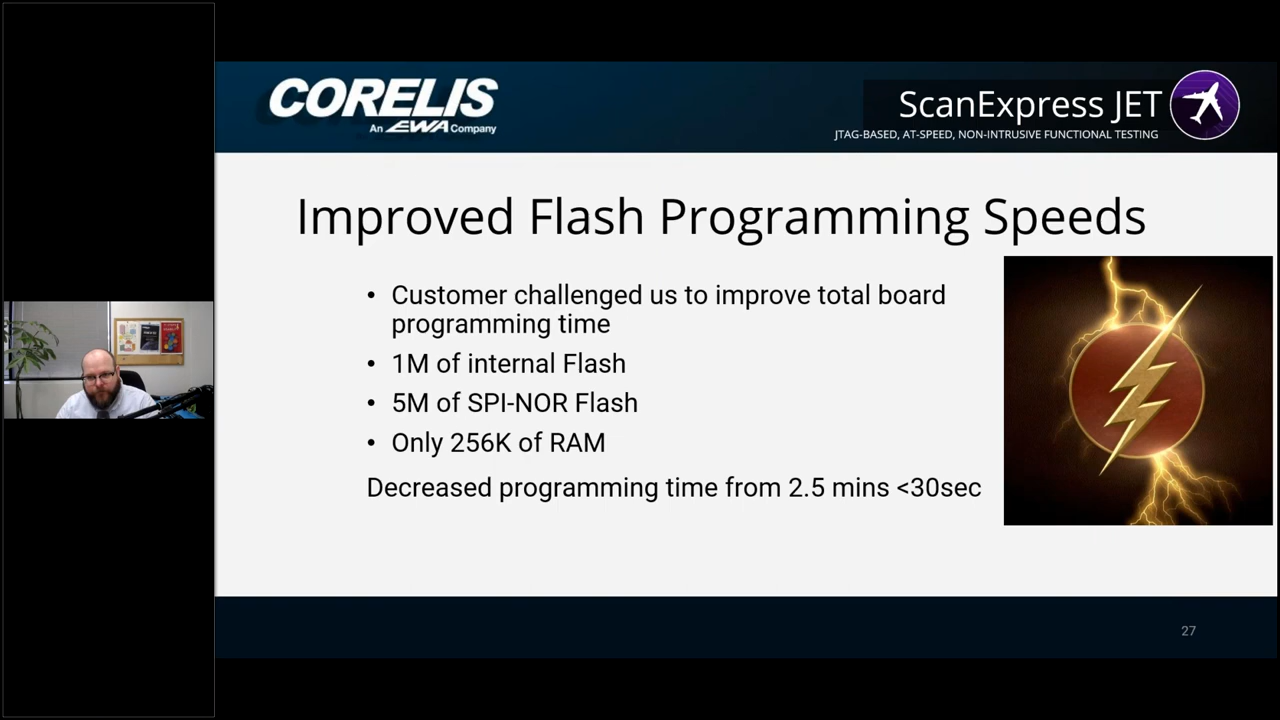 CORELIS
An EWA Company
ScanExpress JET
JTAG-BASED, AT-SPEED, NON-INTRUSIVE FUNCTIONAL TESTING
Improved Flash Programming Speeds
• Customer challenged us to improve total board
programming time
• 1M of internal Flash
• 5M of SPI-NOR Flash
• Only 256K of RAM
Decreased programming time from 2.5 mins <30sec
27